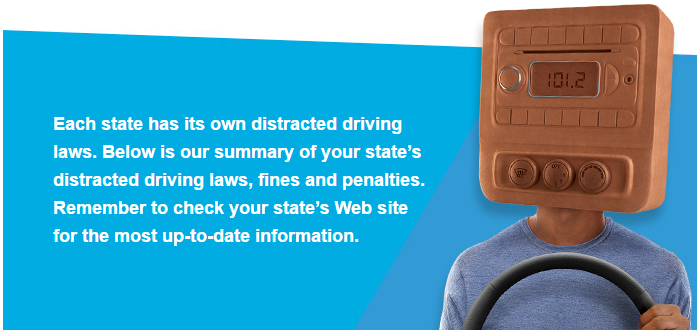 Each state has its own distracted driving
laws. Below is our summary of your state’s
distracted driving laws, fines and penalties.
Remember to check your state’s Web site
for the most up-to-date information.
101.2